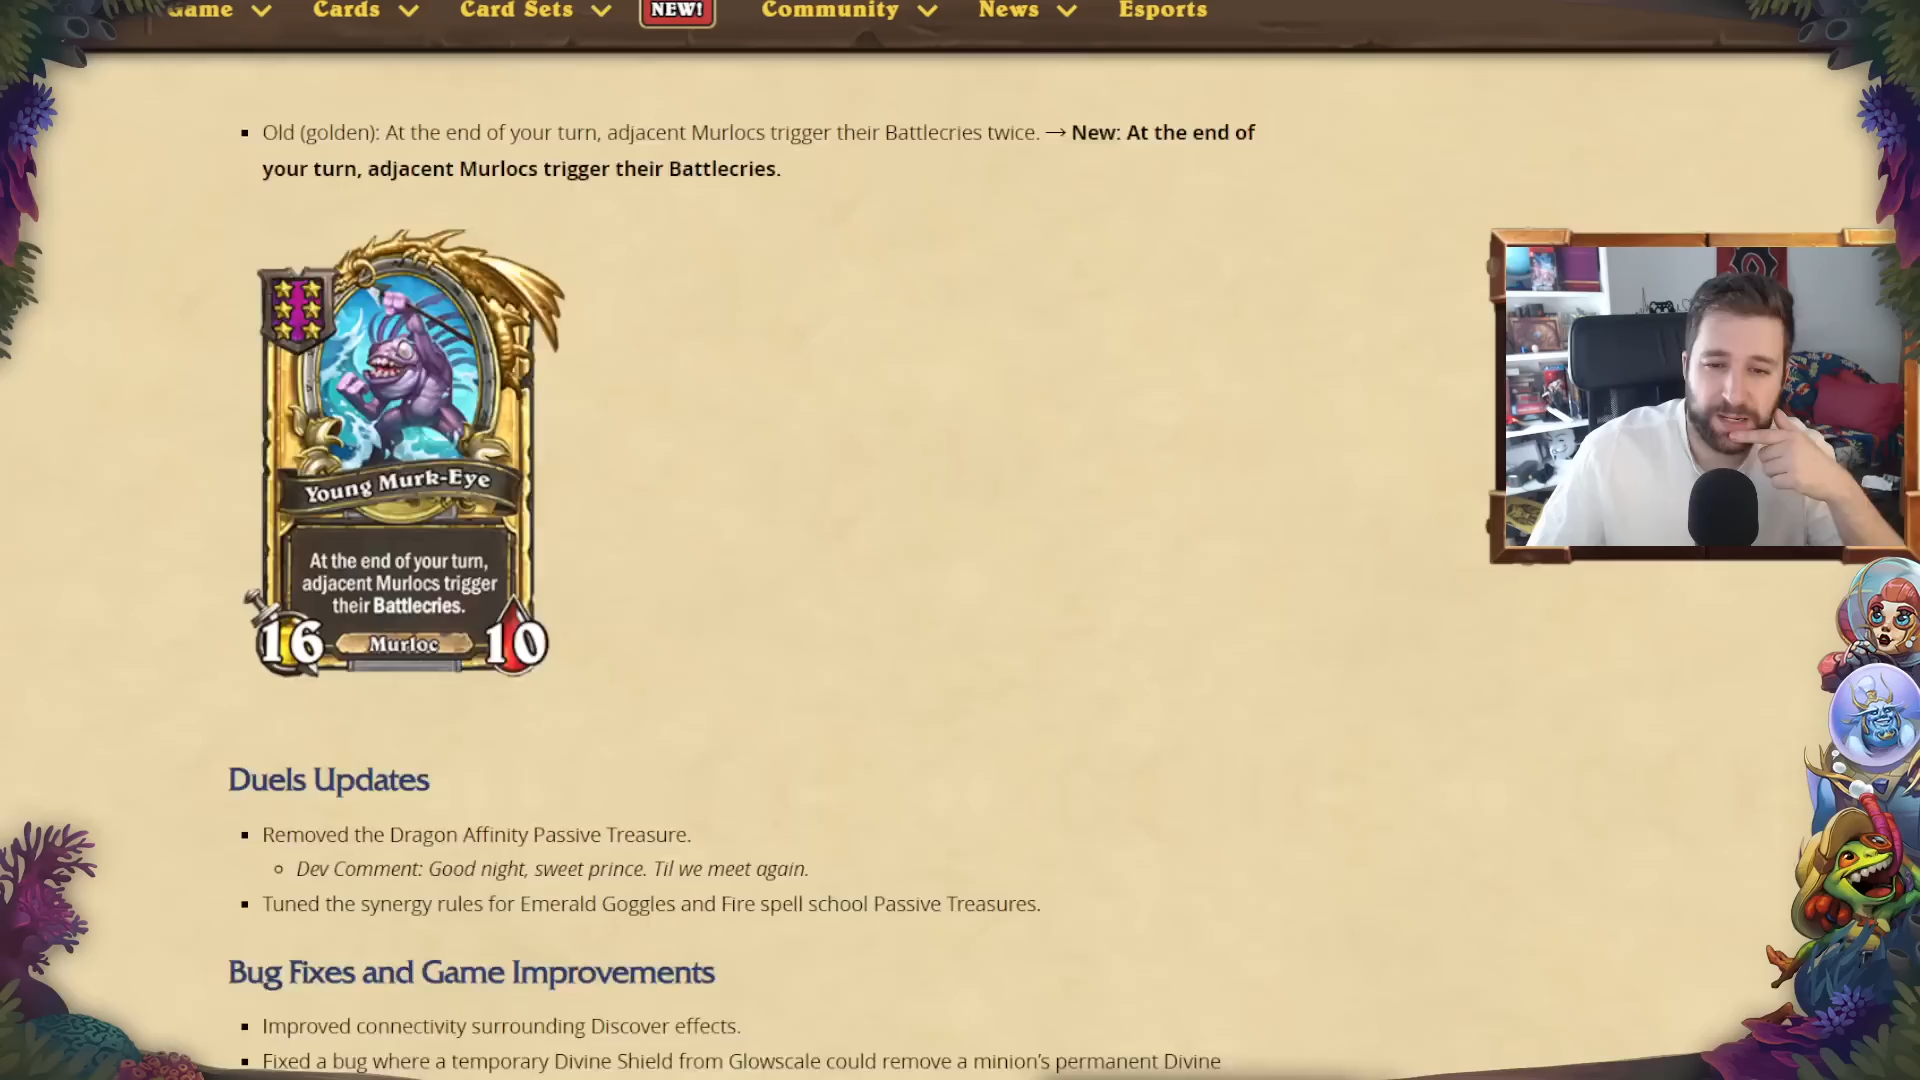 Game Cards Card Sets NEW! Community News Esports
▪ Old (golden): At the end of your turn, adjacent Murlocs trigger their Battlecries twice. → New: At the end of
your turn, adjacent Murlocs trigger their Battlecries.
Young Murk-Eye
At the end of your turn,
adjacent Murlocs trigger
their Battlecries.
16 Murloc 10
Duels Updates
▪ Removed the Dragon Affinity Passive Treasure.
◦ Dev Comment: Good night, sweet prince. Til we meet again.
▪ Tuned the synergy rules for Emerald Goggles and Fire spell school Passive Treasures.
Bug Fixes and Game Improvements
▪ Improved connectivity surrounding Discover effects.
▪ Fixed a bug where a temporary Divine Shield from Glowscale could remove a minion’s permanent Divine